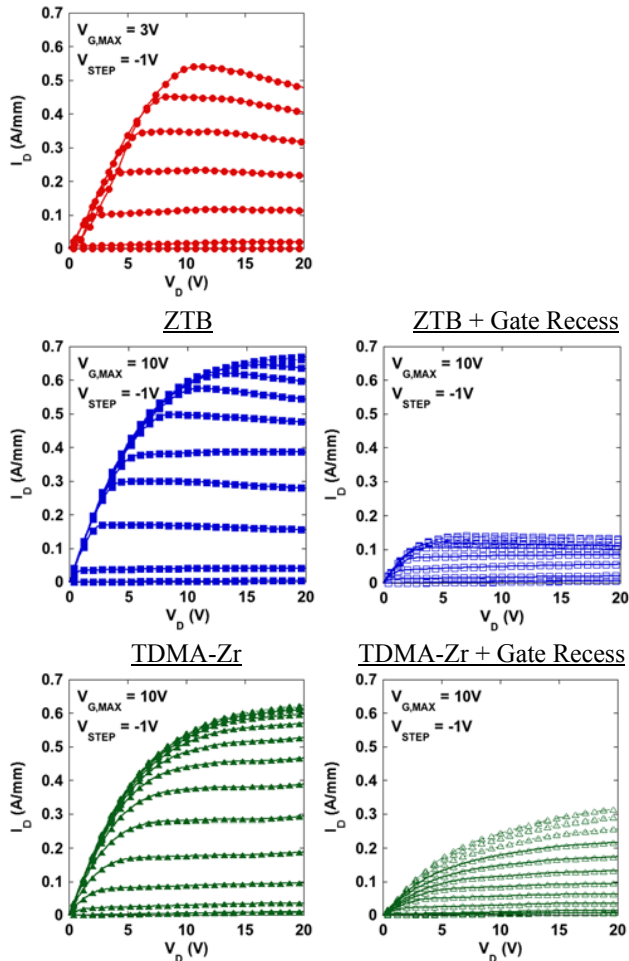 V_G,MAX = 3V
V_STEP = -1V
I_D (A/mm)
0.7
0.6
0.5
0.4
0.3
0.2
0.1
0
0 5 10 15 20
V_D (V)
ZTB
V_G,MAX = 10V
V_STEP = -1V
I_D (A/mm)
0.7
0.6
0.5
0.4
0.3
0.2
0.1
0
0 5 10 15 20
V_D (V)
ZTB + Gate Recess
V_G,MAX = 10V
V_STEP = -1V
I_D (A/mm)
0.7
0.6
0.5
0.4
0.3
0.2
0.1
0
0 5 10 15 20
V_D (V)
TDMA-Zr
V_G,MAX = 10V
V_STEP = -1V
I_D (A/mm)
0.7
0.6
0.5
0.4
0.3
0.2
0.1
0
0 5 10 15 20
V_D (V)
TDMA-Zr + Gate Recess
V_G,MAX = 10V
V_STEP = -1V
I_D (A/mm)
0.7
0.6
0.5
0.4
0.3
0.2
0.1
0
0 5 10 15 20
V_D (V)